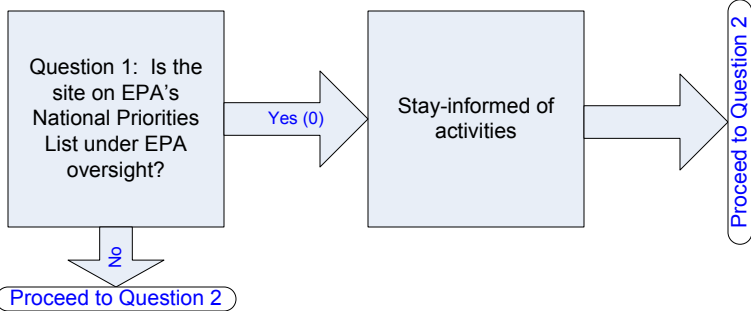 Question 1:  Is the
site on EPA’s
National Priorities
List under EPA
oversight?
Yes (0)
Stay-informed of
activities
Proceed to Question 2
No
Proceed to Question 2